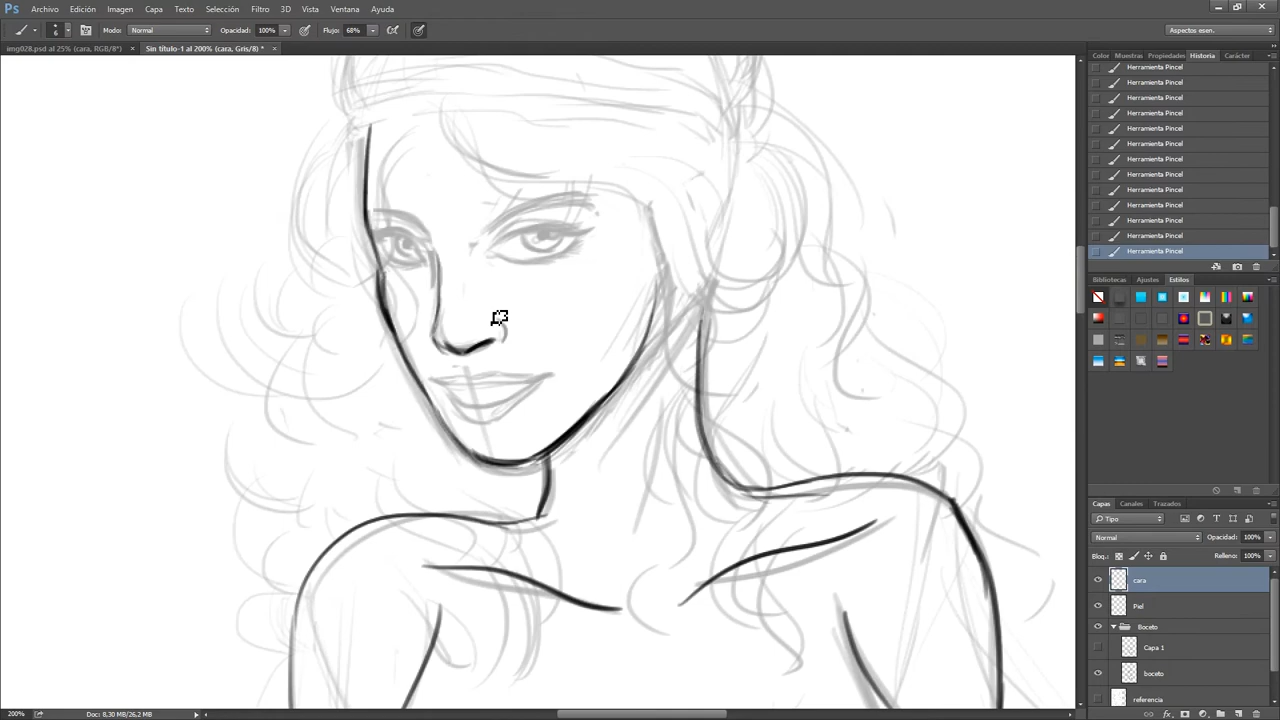 Ps Archivo Edición Imagen Capa Texto Selección Filtro 3D Vista Ventana Ayuda
6 Modo: Normal Opacidad: 100% Flujo: 68% Aspectos esen.
img028.psd al 25% (cara, RGB/8*) × Sin título-1 al 200% (cara, Gris/8) * ×
Color Muestras Propiedades Historia Carácter
Herramienta Pincel
Herramienta Pincel
Herramienta Pincel
Herramienta Pincel
Herramienta Pincel
Herramienta Pincel
Herramienta Pincel
Herramienta Pincel
Herramienta Pincel
Herramienta Pincel
Herramienta Pincel
Herramienta Pincel
Herramienta Pincel
Bibliotecas Ajustes Estilos
Capas Canales Trazados
Tipo
Normal Opacidad: 100%
Bloq.: Relleno: 100%
cara
Piel
Boceto
Capa 1
boceto
referencia
200% Doc: 8,30 MB/26,2 MB